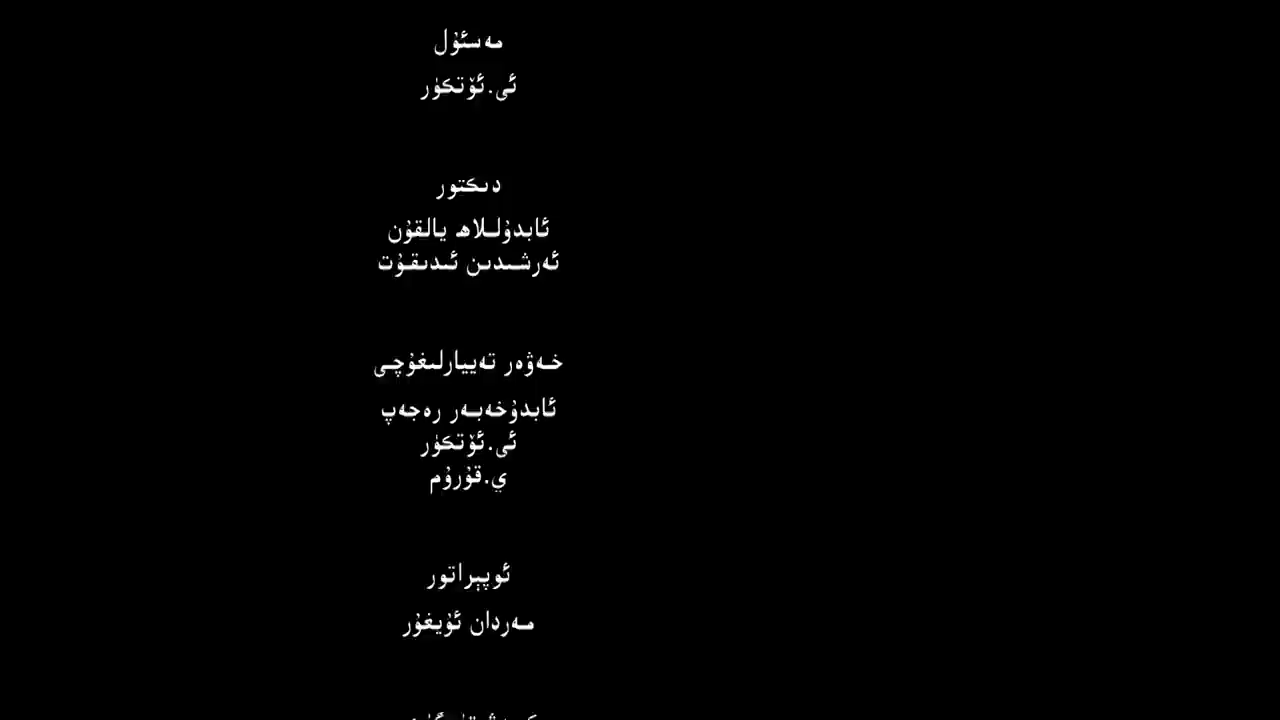 مەسئۇل
ئى.ئۆتكۈر
دىكتور
ئابدۇللاھ يالقۇن
ئەرشىدىن ئىدىقۇت
خەۋەر تەييارلىغۇچى
ئابدۇخەبەر رەجەپ
ئى.ئۆتكۈر
ي.قۇرۇم
ئوپېراتور
مەردان ئۇيغۇر